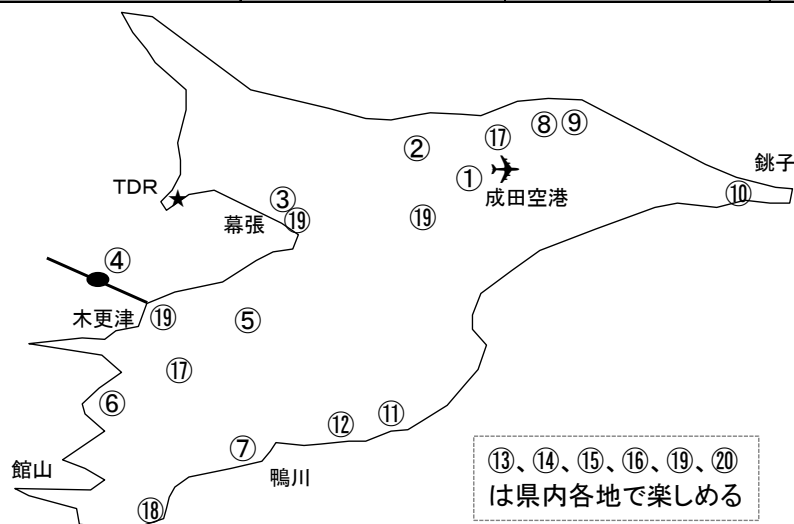 ⑧ ⑨
⑰
②
銚子
①
成田空港
TDR
⑩
③
幕張 ⑲
⑲
④
木更津 ⑲
⑤
⑰
⑥
⑪
⑫
⑦
鴨川
館山
⑱
⑬、⑭、⑮、⑯、⑲、⑳
は県内各地で楽しめる